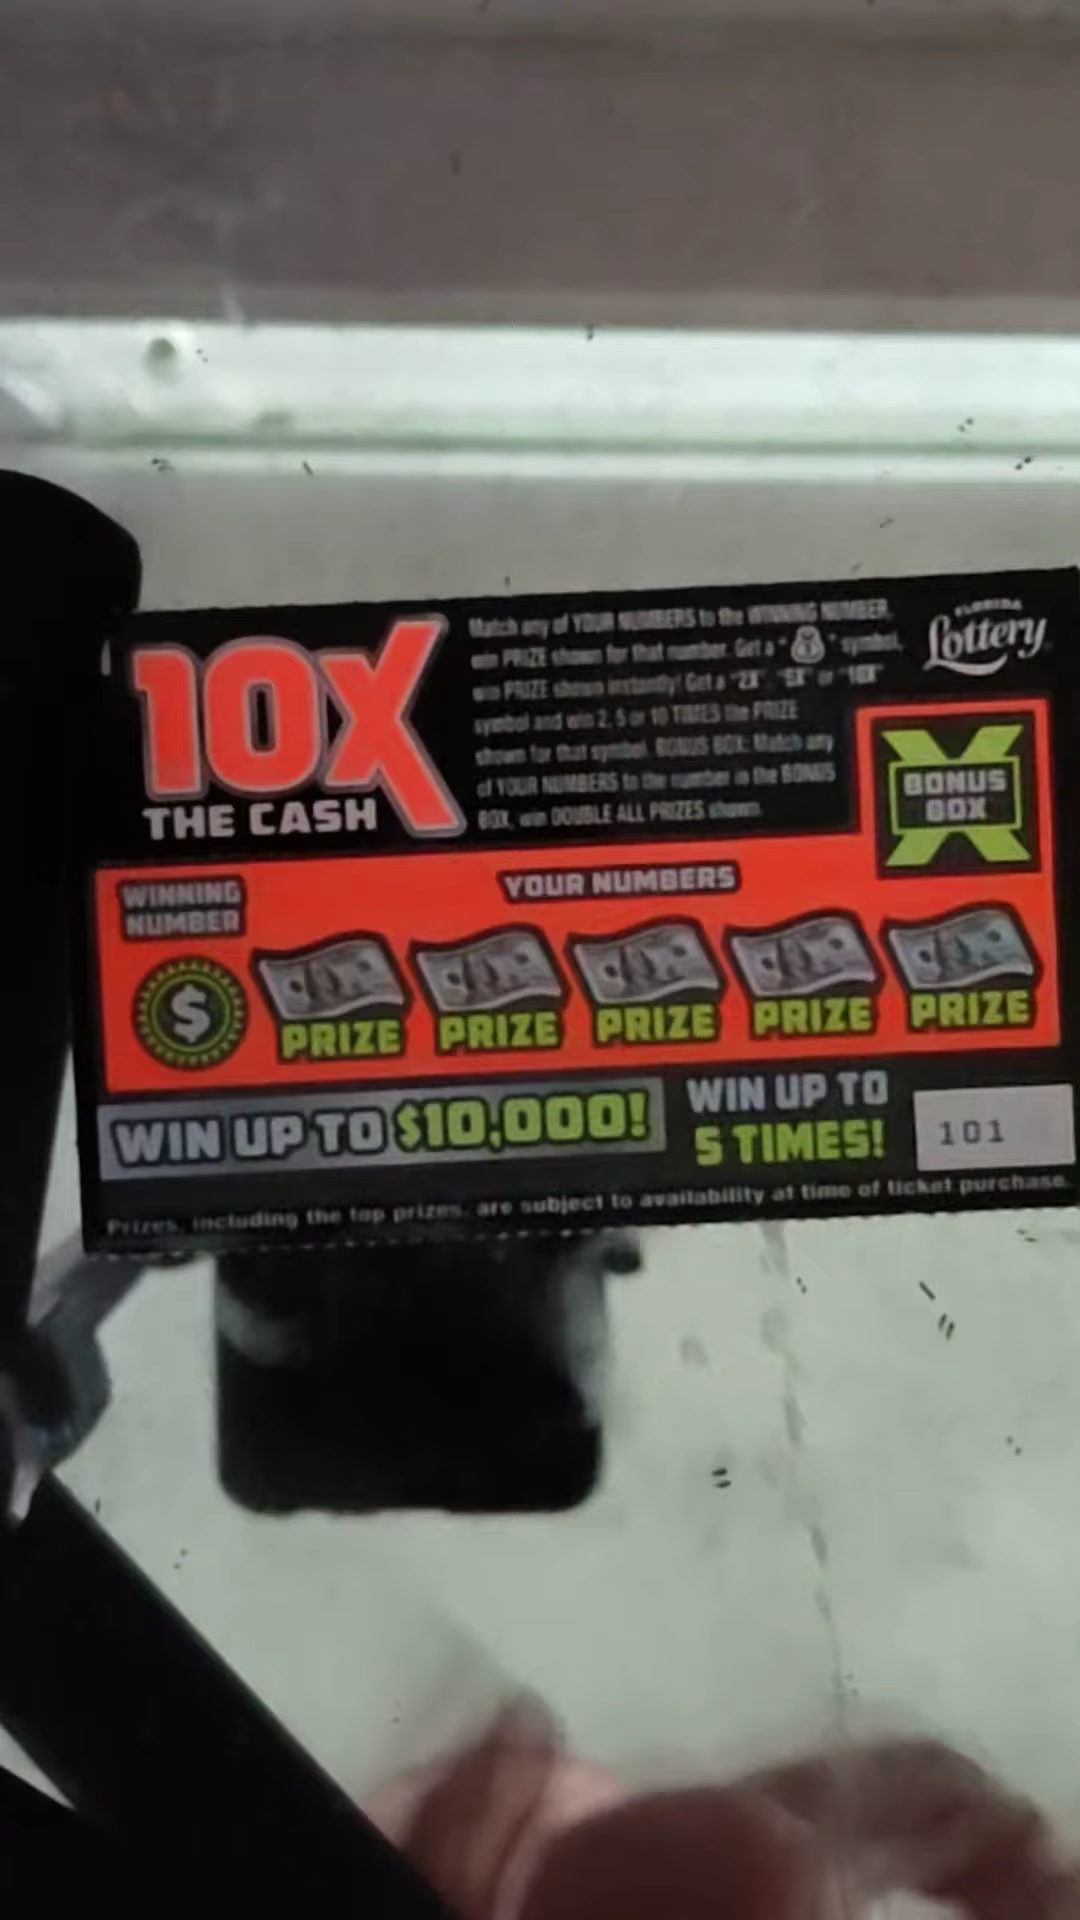 10X
THE CASH
Match any of YOUR NUMBERS to the WINNING NUMBER,
win PRIZE shown for that number. Get a " " symbol,
win PRIZE shown instantly! Get a "2X", "5X" or "10X"
symbol and win 2, 5 or 10 TIMES the PRIZE
shown for that symbol. BONUS BOX: Match any
of YOUR NUMBERS to the number in the BONUS
BOX, win DOUBLE ALL PRIZES shown.
FLORIDA
Lottery
BONUS
BOX
WINNING
NUMBER
YOUR NUMBERS
$
PRIZE PRIZE PRIZE PRIZE PRIZE
WIN UP TO $10,000!
WIN UP TO
5 TIMES!
101
Prizes, including the top prizes, are subject to availability at time of ticket purchase.